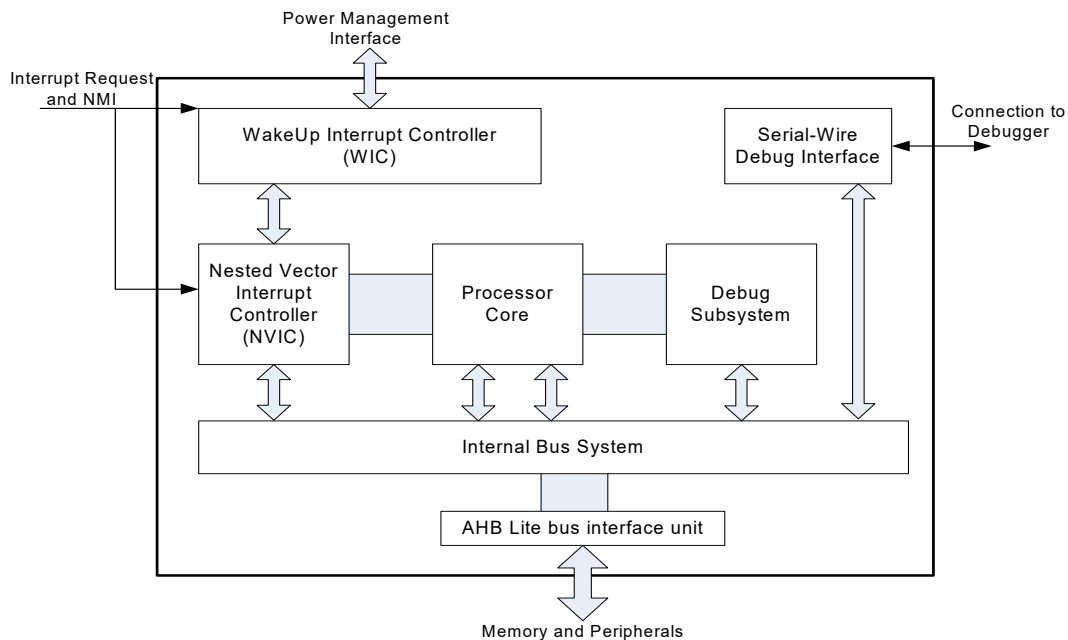 Power Management
Interface
Interrupt Request
and NMI
WakeUp Interrupt Controller
(WIC)
Serial-Wire
Debug Interface
Connection to
Debugger
Nested Vector
Interrupt
Controller
(NVIC)
Processor
Core
Debug
Subsystem
Internal Bus System
AHB Lite bus interface unit
Memory and Peripherals